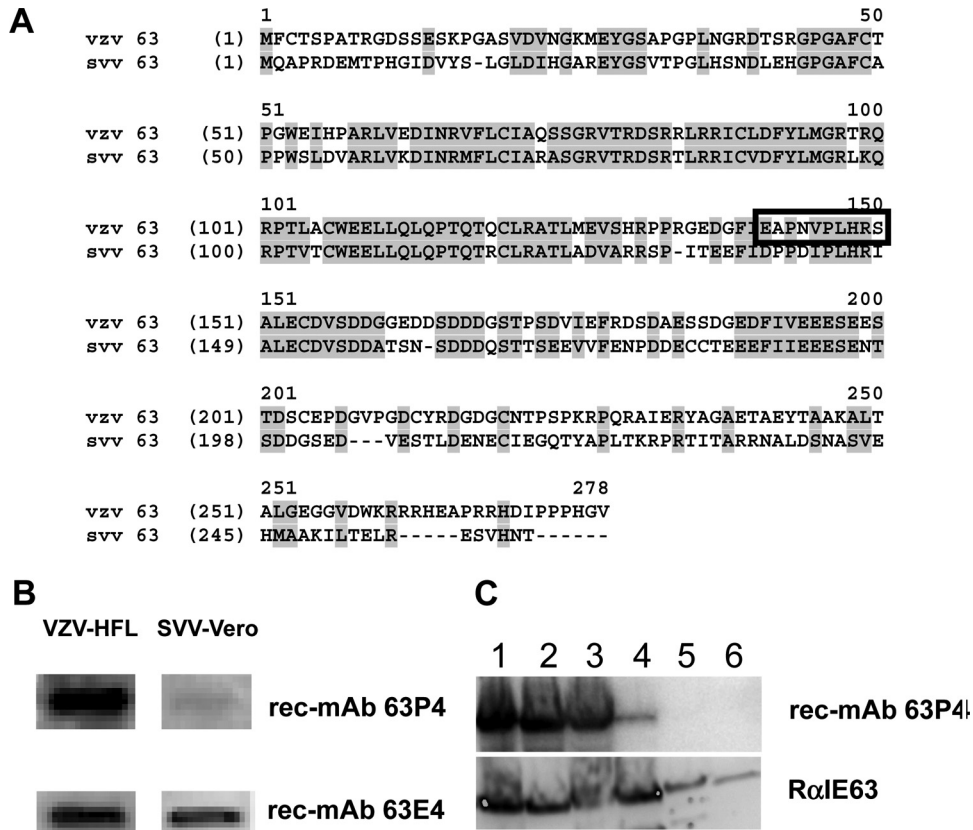 A
1 50
vzv 63 (1) MFCTSPATRGDSSESKPGASVDVNGKMEYGSAPGPLNGRDTSRGPGAFCT
svv 63 (1) MQAPRDEMTPHGIDVYS-LGLDIHGAREYGSVTPGLHSNDLEHGPGAFCA
51 100
vzv 63 (51) PGWEIHPARLVEDINRVFLCIAQSSGRVTRDSRRLRRICLDFYLMGRTRQ
svv 63 (50) PPWSLDVARLVKDINRMFLCIARASGRVTRDSRTLRRICVDFYLMGRLKQ
101 150
vzv 63 (101) RPTLACWEELLQLQPTQTQCLRATLMEVSHRPPRGEDGFIEAPNVPLHRS
svv 63 (100) RPTVTCWEELLQLQPTQTRCLRATLADVARRSP-ITEEFIDPPDIPLHRI
151 200
vzv 63 (151) ALECDVSDDGGEDDSDDDGSTPSDVIEFRDSDAESSDGEDFIVEEESEES
svv 63 (149) ALECDVSDDATSN-SDDDQSTTSEEVVFENPDDECCTEEEFIIEEESENT
201 250
vzv 63 (201) TDSCEPDGVPGDCYRDGDGCNTPSPKRPQRAIERYAGAETAEYTAAKALT
svv 63 (198) SDDGSED---VESTLDENECIEGQTYAPLTKRPRTITARRNALDSNASVE
251 278
vzv 63 (251) ALGEGGVDWKRRRHEAPRRHDIPPPHGV
svv 63 (245) HMAAKILTELR-----ESVHNT------
B
VZV-HFL SVV-Vero
rec-mAb 63P4
rec-mAb 63E4
C
1 2 3 4 5 6
rec-mAb 63P4
RαIE63